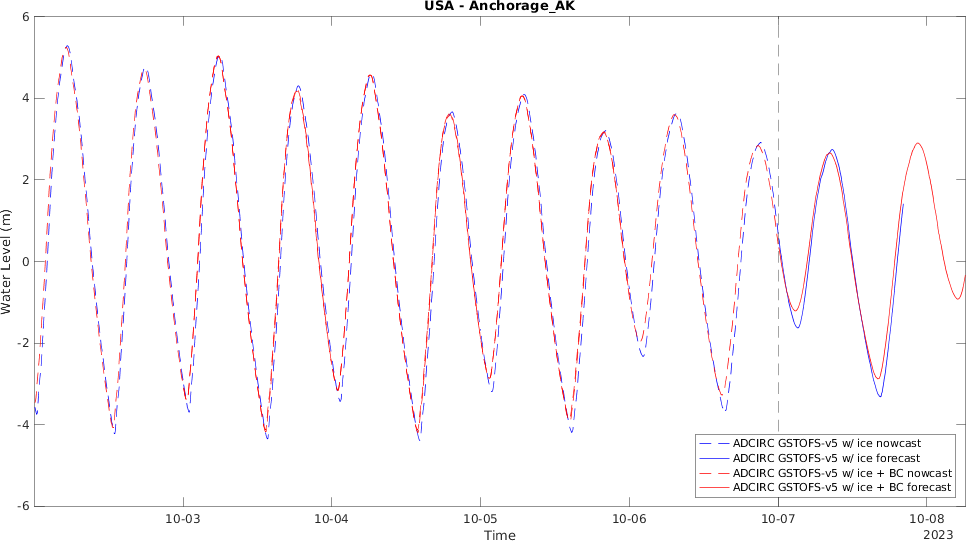 USA - Anchorage_AK
6
4
2
0
-2
-4
-6
Water Level (m)
10-03
10-04
10-05
10-06
10-07
10-08
Time
2023
ADCIRC GSTOFS-v5 w/ ice nowcast
ADCIRC GSTOFS-v5 w/ ice forecast
ADCIRC GSTOFS-v5 w/ ice + BC nowcast
ADCIRC GSTOFS-v5 w/ ice + BC forecast